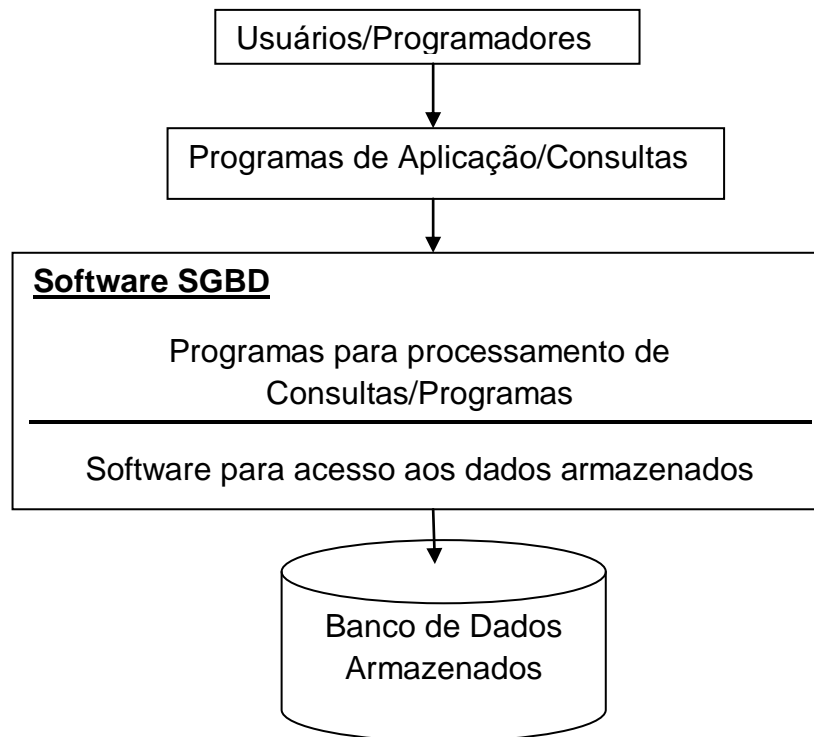 Usuários/Programadores
Programas de Aplicação/Consultas
Software SGBD
Programas para processamento de
Consultas/Programas
Software para acesso aos dados armazenados
Banco de Dados
Armazenados